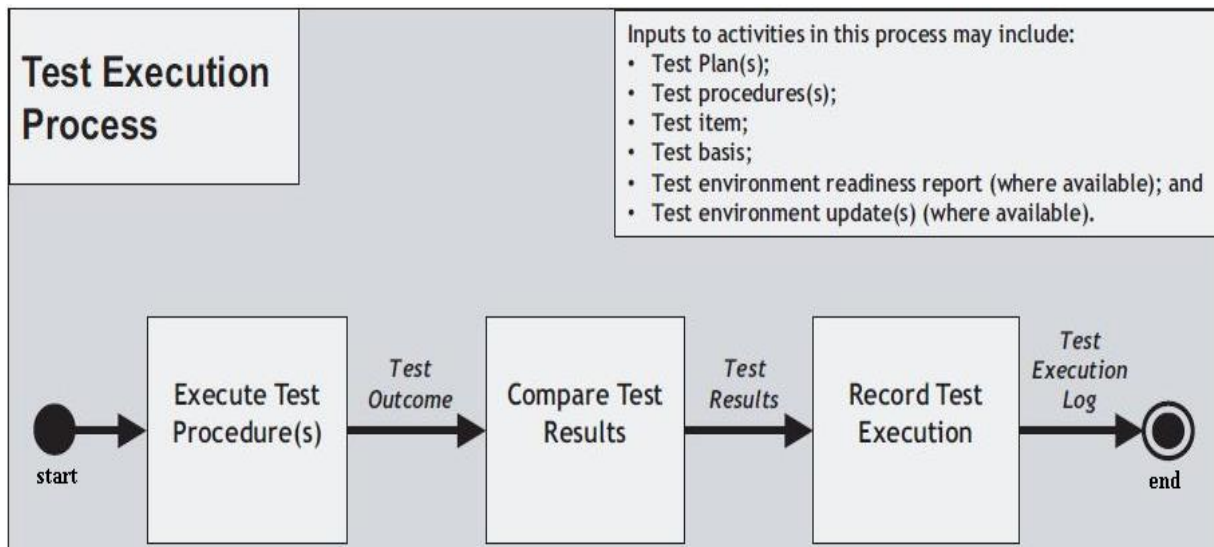 Test Execution
Process
Inputs to activities in this process may include:
• Test Plan(s);
• Test procedures(s);
• Test item;
• Test basis;
• Test environment readiness report (where available); and
• Test environment update(s) (where available).
start
Execute Test
Procedure(s)
Test
Outcome
Compare Test
Results
Test
Results
Record Test
Execution
Test
Execution
Log
end